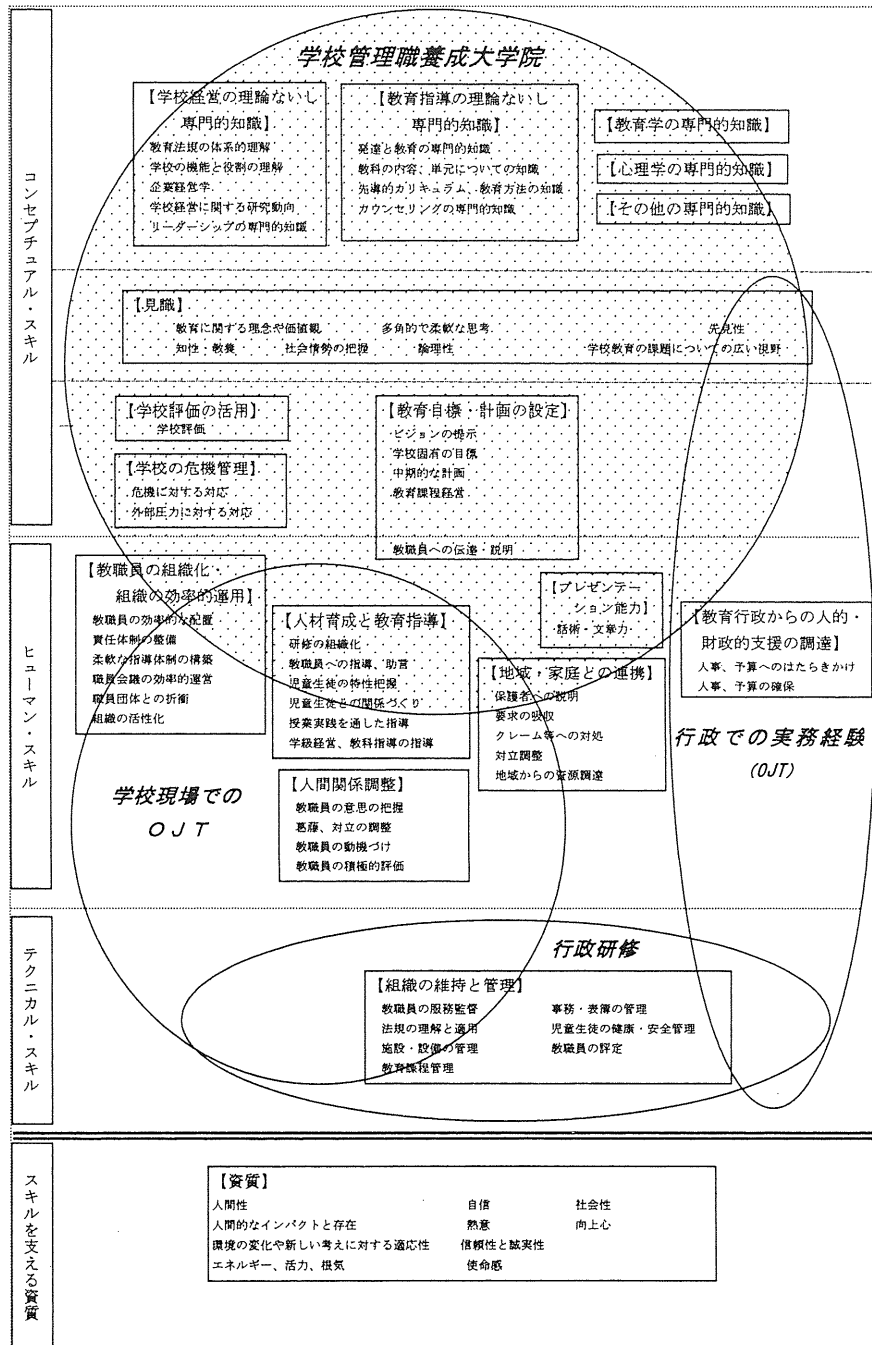 コンセプチュアル・スキル
学校管理職養成大学院
【学校経営の理論ないし
専門的知識】
教育法規の体系的理解
学校の機能と役割の理解
企業経営学
学校経営に関する研究動向
リーダーシップの専門的知識
【教育指導の理論ないし
専門的知識】
発達と教育の専門的知識
教科の内容、単元についての知識
先導的カリキュラム、教育方法の知識
カウンセリングの専門的知識
【教育学の専門的知識】
【心理学の専門的知識】
【その他の専門的知識】
【見識】
教育に関する理念や価値観 多角的で柔軟な思考 先見性
知性・教養 社会情勢の把握 論理性 学校教育の課題についての広い視野
【学校評価の活用】
学校評価
【学校の危機管理】
危機に対する対応
外部圧力に対する対応
【教育目標・計画の設定】
ビジョンの提示
学校固有の目標
中期的な計画
教育課程経営
教職員への伝達・説明
ヒューマン・スキル
【教職員の組織化・
組織の効率的運用】
教職員の効率的な配置
責任体制の整備
柔軟な指導体制の構築
職員会議の効率的運営
職員団体との折衝
組織の活性化
【人材育成と教育指導】
研修の組織化
教職員への指導、助言
児童生徒の特性把握
児童生徒との関係づくり
授業実践を通した指導
学級経営、教科指導の指導
【プレゼンテー
ション能力】
話術・文章力
【地域・家庭との連携】
保護者への説明
要求の吸収
クレーム等への対処
対立調整
地域からの資源調達
【教育行政からの人的・
財政的支援の調達】
人事、予算へのはたらきかけ
人事、予算の確保
行政での実務経験
(OJT)
学校現場での
OJT
【人間関係調整】
教職員の意思の把握
葛藤、対立の調整
教職員の動機づけ
教職員の積極的評価
テクニカル・スキル
行政研修
【組織の維持と管理】
教職員の服務監督 事務・表簿の管理
法規の理解と適用 児童生徒の健康・安全管理
施設・設備の管理 教職員の評定
教育課程管理
スキルを支える資質
【資質】
人間性 自信 社会性
人間的なインパクトと存在 熱意 向上心
環境の変化や新しい考えに対する適応性 信頼性と誠実性
エネルギー、活力、根気 使命感